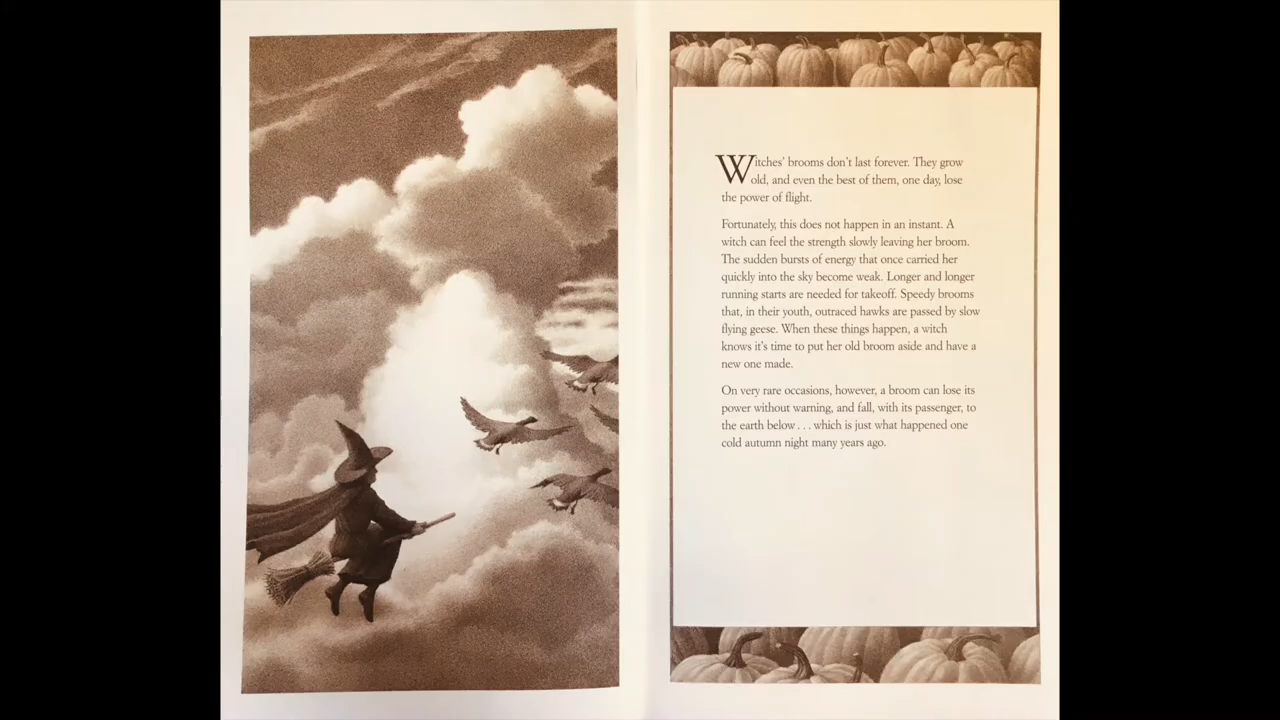 Witches' brooms don't last forever. They grow
old, and even the best of them, one day, lose
the power of flight.
Fortunately, this does not happen in an instant. A
witch can feel the strength slowly leaving her broom.
The sudden bursts of energy that once carried her
quickly into the sky become weak. Longer and longer
running starts are needed for takeoff. Speedy brooms
that, in their youth, outraced hawks are passed by slow
flying geese. When these things happen, a witch
knows it's time to put her old broom aside and have a
new one made.
On very rare occasions, however, a broom can lose its
power without warning, and fall, with its passenger, to
the earth below . . . which is just what happened one
cold autumn night many years ago.